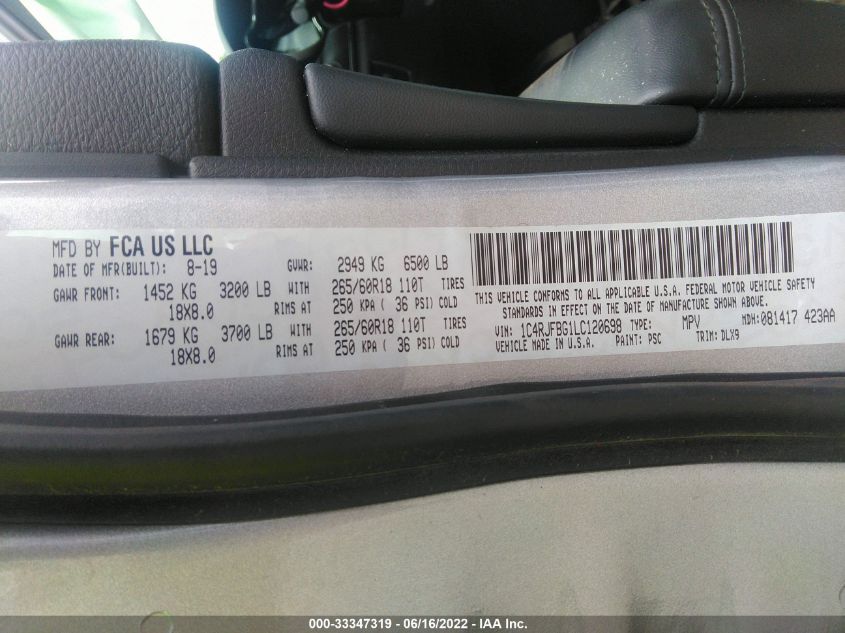 MFD BY FCA US LLC
DATE OF MFR(BUILT): 8-19 GVWR: 2949 KG 6500 LB
GAWR FRONT: 1452 KG 3200 LB WITH 265/60R18 110T TIRES
18X8.0 RIMS AT 250 KPA ( 36 PSI) COLD
GAWR REAR: 1679 KG 3700 LB WITH 265/60R18 110T TIRES
18X8.0 RIMS AT 250 KPA ( 36 PSI) COLD
THIS VEHICLE CONFORMS TO ALL APPLICABLE U.S.A. FEDERAL MOTOR VEHICLE SAFETY
STANDARDS IN EFFECT ON THE DATE OF MANUFACTURE SHOWN ABOVE.
VIN: 1C4RJFBG1LC120698 TYPE: MPV MDH: 081417 423AA
VEHICLE MADE IN U.S.A. PAINT: PSC TRIM: DLX9
000-33347319 - 06/16/2022 - IAA Inc.